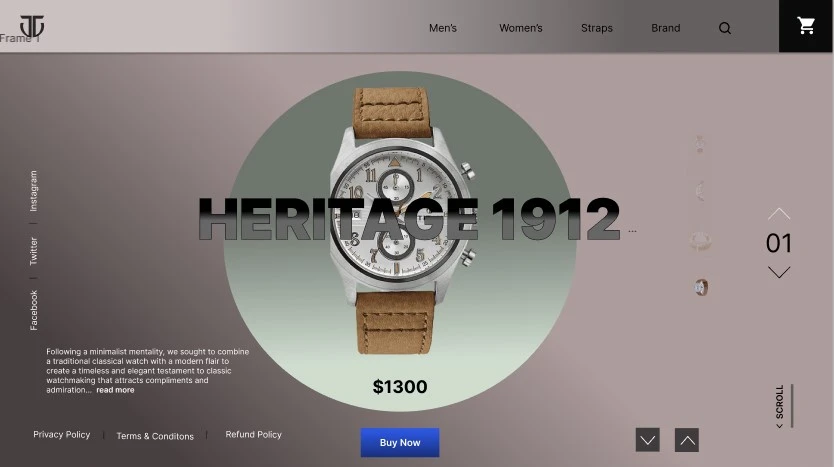 Frame 1
Men's
Women's
Straps
Brand
Instagram
Twitter
Facebook
HERITAGE 1912
...
01
Following a minimalist mentality, we sought to combine
a traditional classical watch with a modern flair to
create a timeless and elegant testament to classic
watchmaking that attracts compliments and
admiration... read more
$1300
< SCROLL
Privacy Policy | Terms & Conditons | Refund Policy
Buy Now